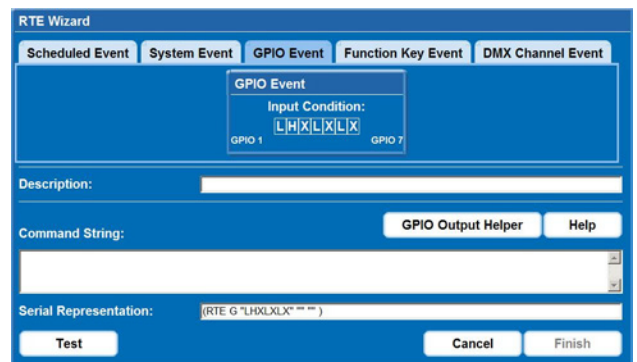 RTE Wizard
Scheduled Event System Event GPIO Event Function Key Event DMX Channel Event
GPIO Event
Input Condition:
L H X L X L X
GPIO 1 GPIO 7
Description:
GPIO Output Helper Help
Command String:
Serial Representation: (RTE G "LHXLXLX" "" "" )
Test Cancel Finish